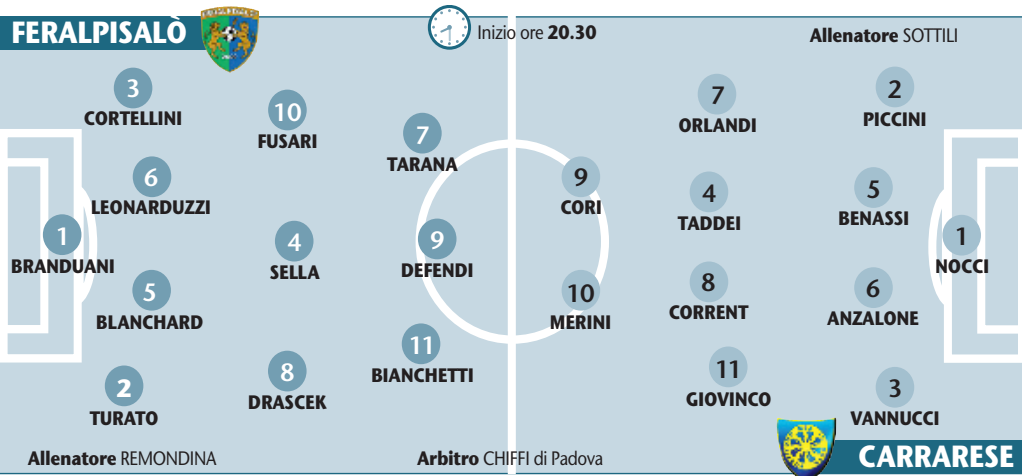 FERALPISALÒ
Inizio ore 20.30
Allenatore SOTTILI
3
CORTELLINI
10
FUSARI
7
TARANA
6
LEONARDUZZI
1
BRANDUANI
4
SELLA
9
DEFENDI
5
BLANCHARD
11
BIANCHETTI
8
DRASCEK
2
TURATO
7
ORLANDI
2
PICCINI
9
CORI
4
TADDEI
5
BENASSI
1
NOCCI
10
MERINI
8
CORRENT
6
ANZALONE
11
GIOVINCO
3
VANNUCCI
Allenatore REMONDINA
Arbitro CHIFFI di Padova
CARRARESE